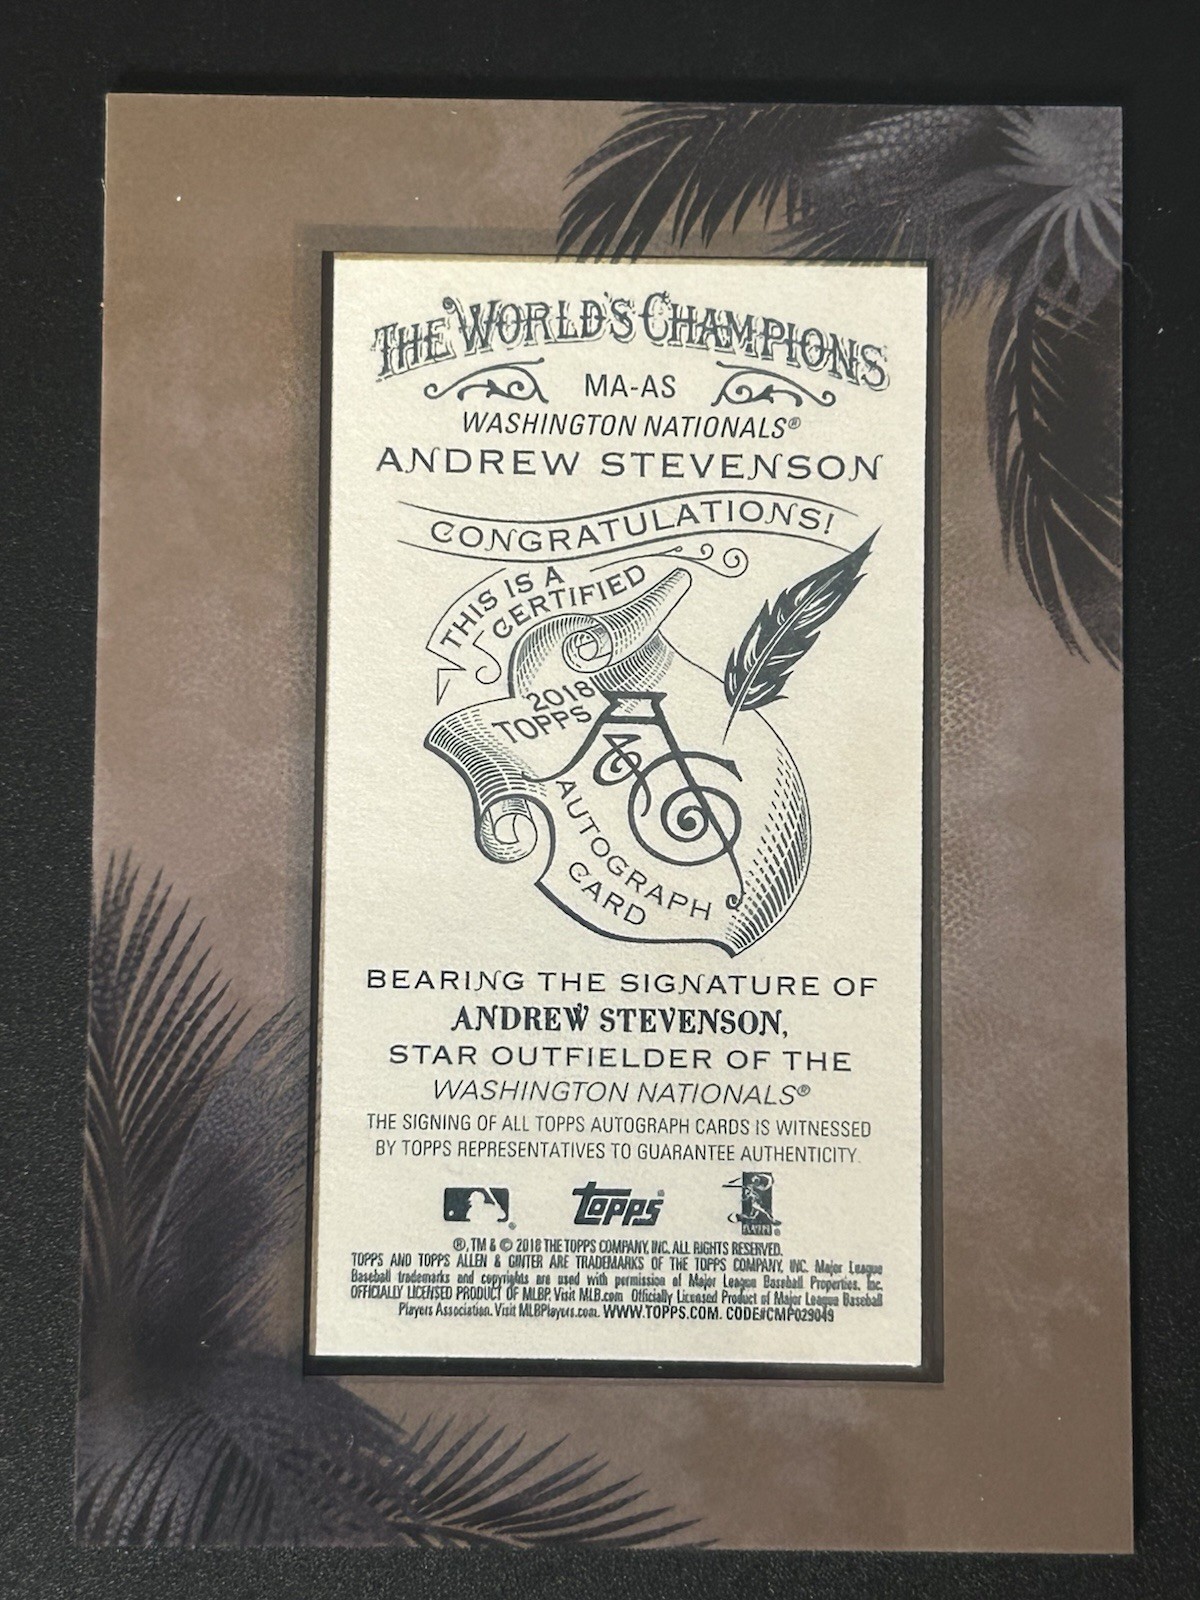 THE WORLD'S CHAMPIONS
MA-AS
WASHINGTON NATIONALS®
ANDREW STEVENSON
CONGRATULATIONS!
THIS IS A
CERTIFIED
2018
TOPPS
A&G
AUTOGRAPH
CARD
BEARING THE SIGNATURE OF
ANDREW STEVENSON,
STAR OUTFIELDER OF THE
WASHINGTON NATIONALS®
THE SIGNING OF ALL TOPPS AUTOGRAPH CARDS IS WITNESSED
BY TOPPS REPRESENTATIVES TO GUARANTEE AUTHENTICITY.
TOPPS
®, TM & © 2018 THE TOPPS COMPANY, INC. ALL RIGHTS RESERVED.
TOPPS AND TOPPS ALLEN & GINTER ARE TRADEMARKS OF THE TOPPS COMPANY, INC. Major League
Baseball trademarks and copyrights are used with permission of Major League Baseball Properties, Inc.
OFFICIALLY LICENSED PRODUCT OF MLBP. Visit MLB.com Officially Licensed Product of Major League Baseball
Players Association. Visit MLBPlayers.com. WWW.TOPPS.COM. CODE#CMP029049